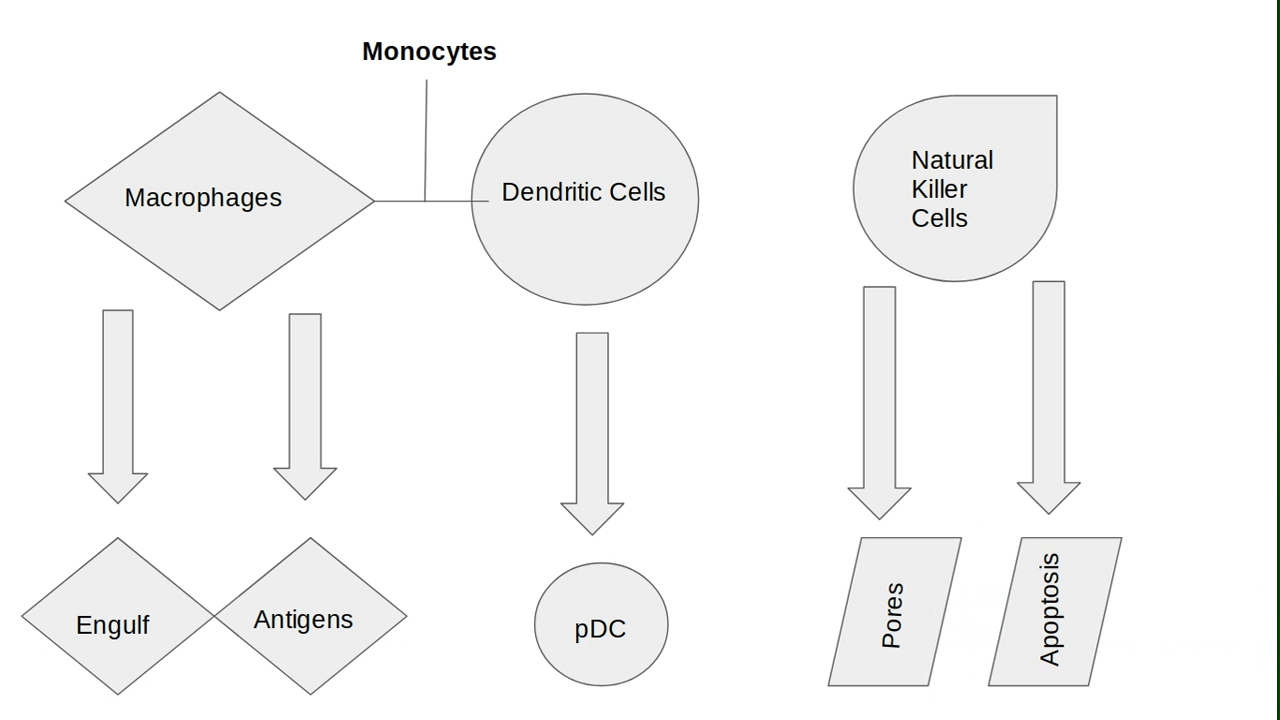 Monocytes
Macrophages
Dendritic Cells
Natural
Killer
Cells
Engulf
Antigens
pDC
Pores
Apoptosis